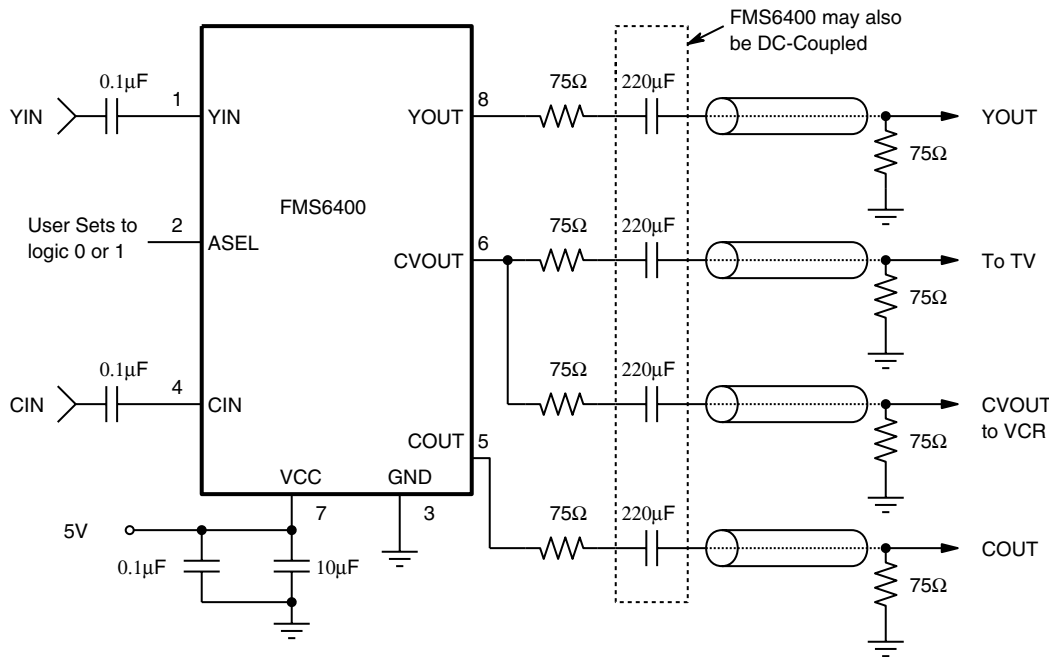 FMS6400 may also
be DC-Coupled
0.1µF
75Ω
220µF
YIN
1
YIN
YOUT
8
YOUT
75Ω
FMS6400
User Sets to
logic 0 or 1
2
ASEL
75Ω
220µF
CVOUT
6
To TV
75Ω
0.1µF
75Ω
220µF
CIN
4
CIN
CVOUT
to VCR
75Ω
COUT
5
VCC
GND
7
3
75Ω
220µF
5V
0.1µF
10µF
COUT
75Ω